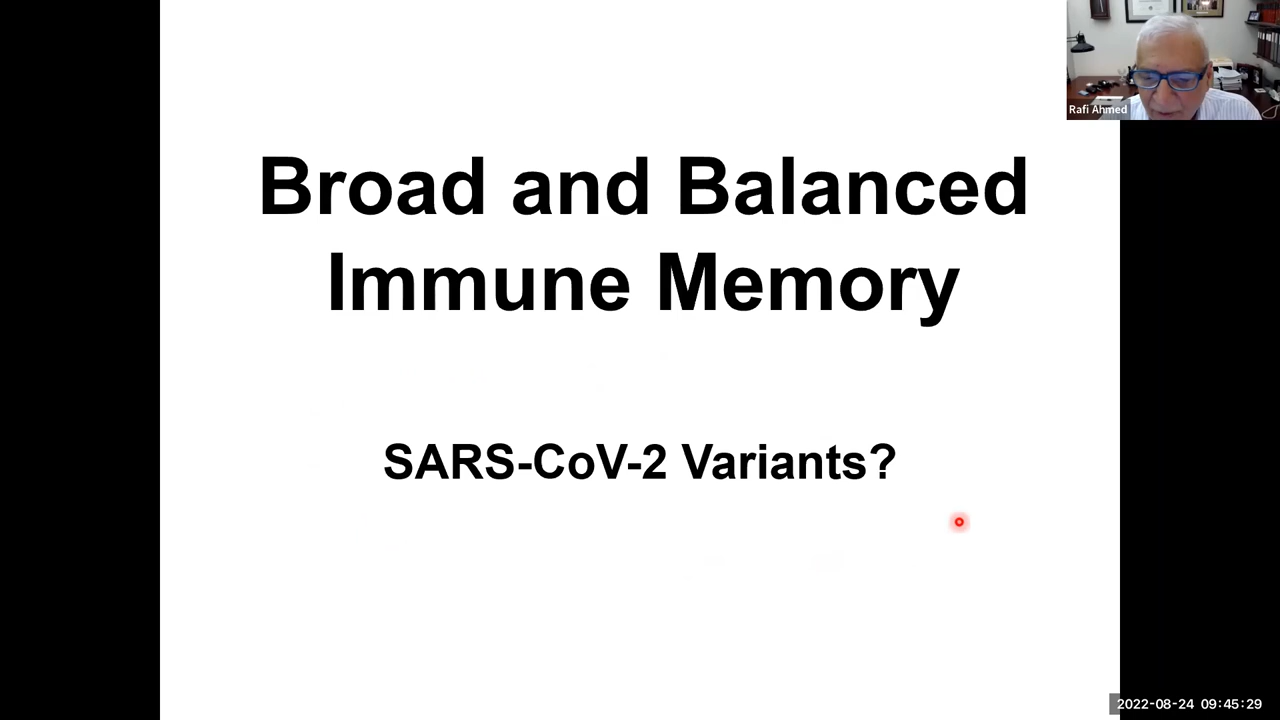 Rafi Ahmed
Broad and Balanced
Immune Memory
SARS-CoV-2 Variants?
2022-08-24 09:45:29